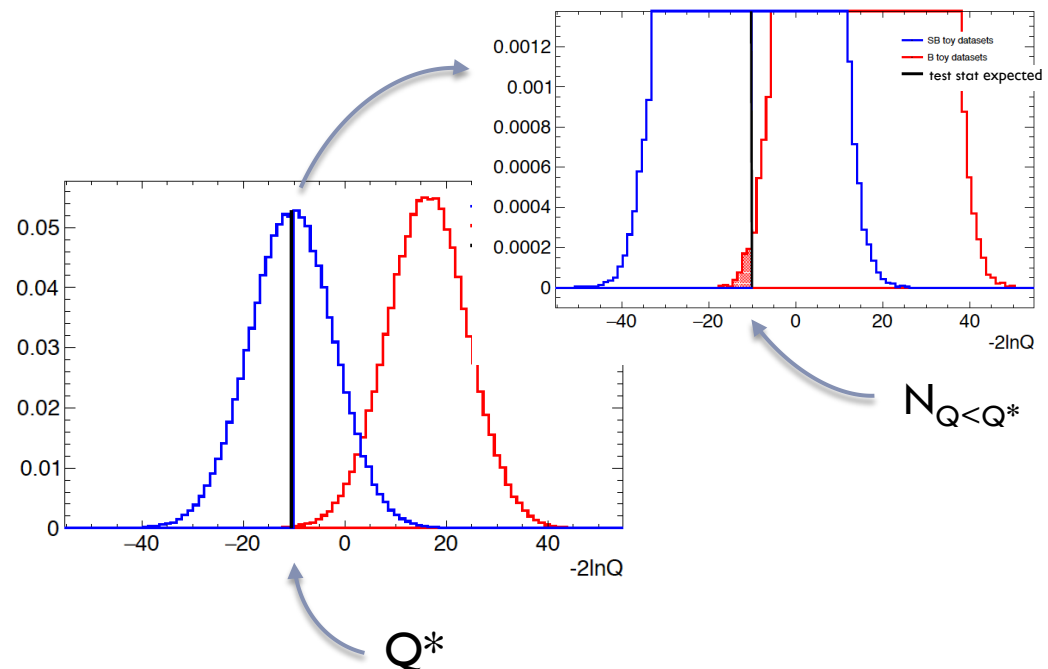 0.0012
0.001
0.0008
0.0006
0.0004
0.0002
0
SB toy datasets
B toy datasets
test stat expected
−40 −20 0 20 40
-2lnQ
N_Q<Q*
0.05
0.04
0.03
0.02
0.01
0
−40 −20 0 20 40
-2lnQ
Q*